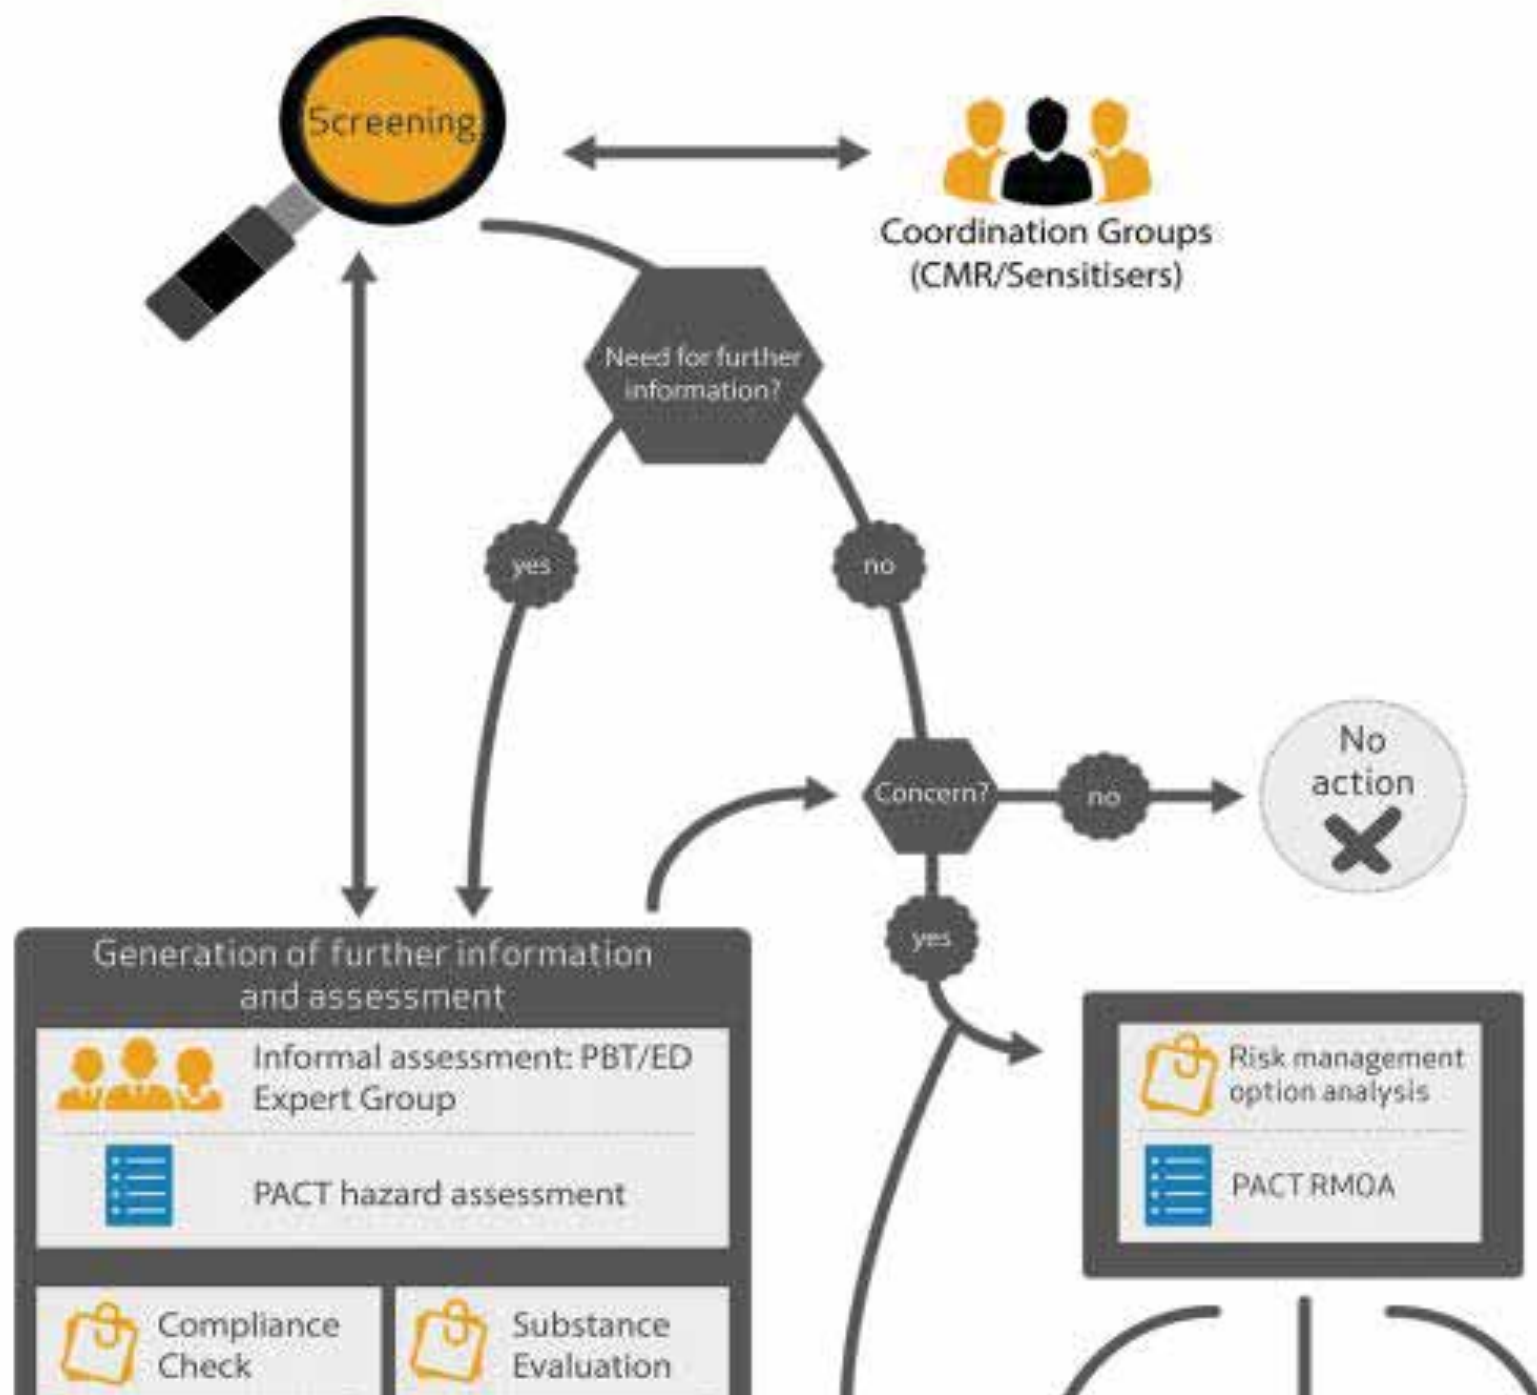 Screening
Coordination Groups
(CMR/Sensitisers)
Need for further
information?
yes
no
Concern?
no
No
action
yes
Generation of further information
and assessment
Informal assessment: PBT/ED
Expert Group
PACT hazard assessment
Compliance
Check
Substance
Evaluation
Risk management
option analysis
PACT RMOA